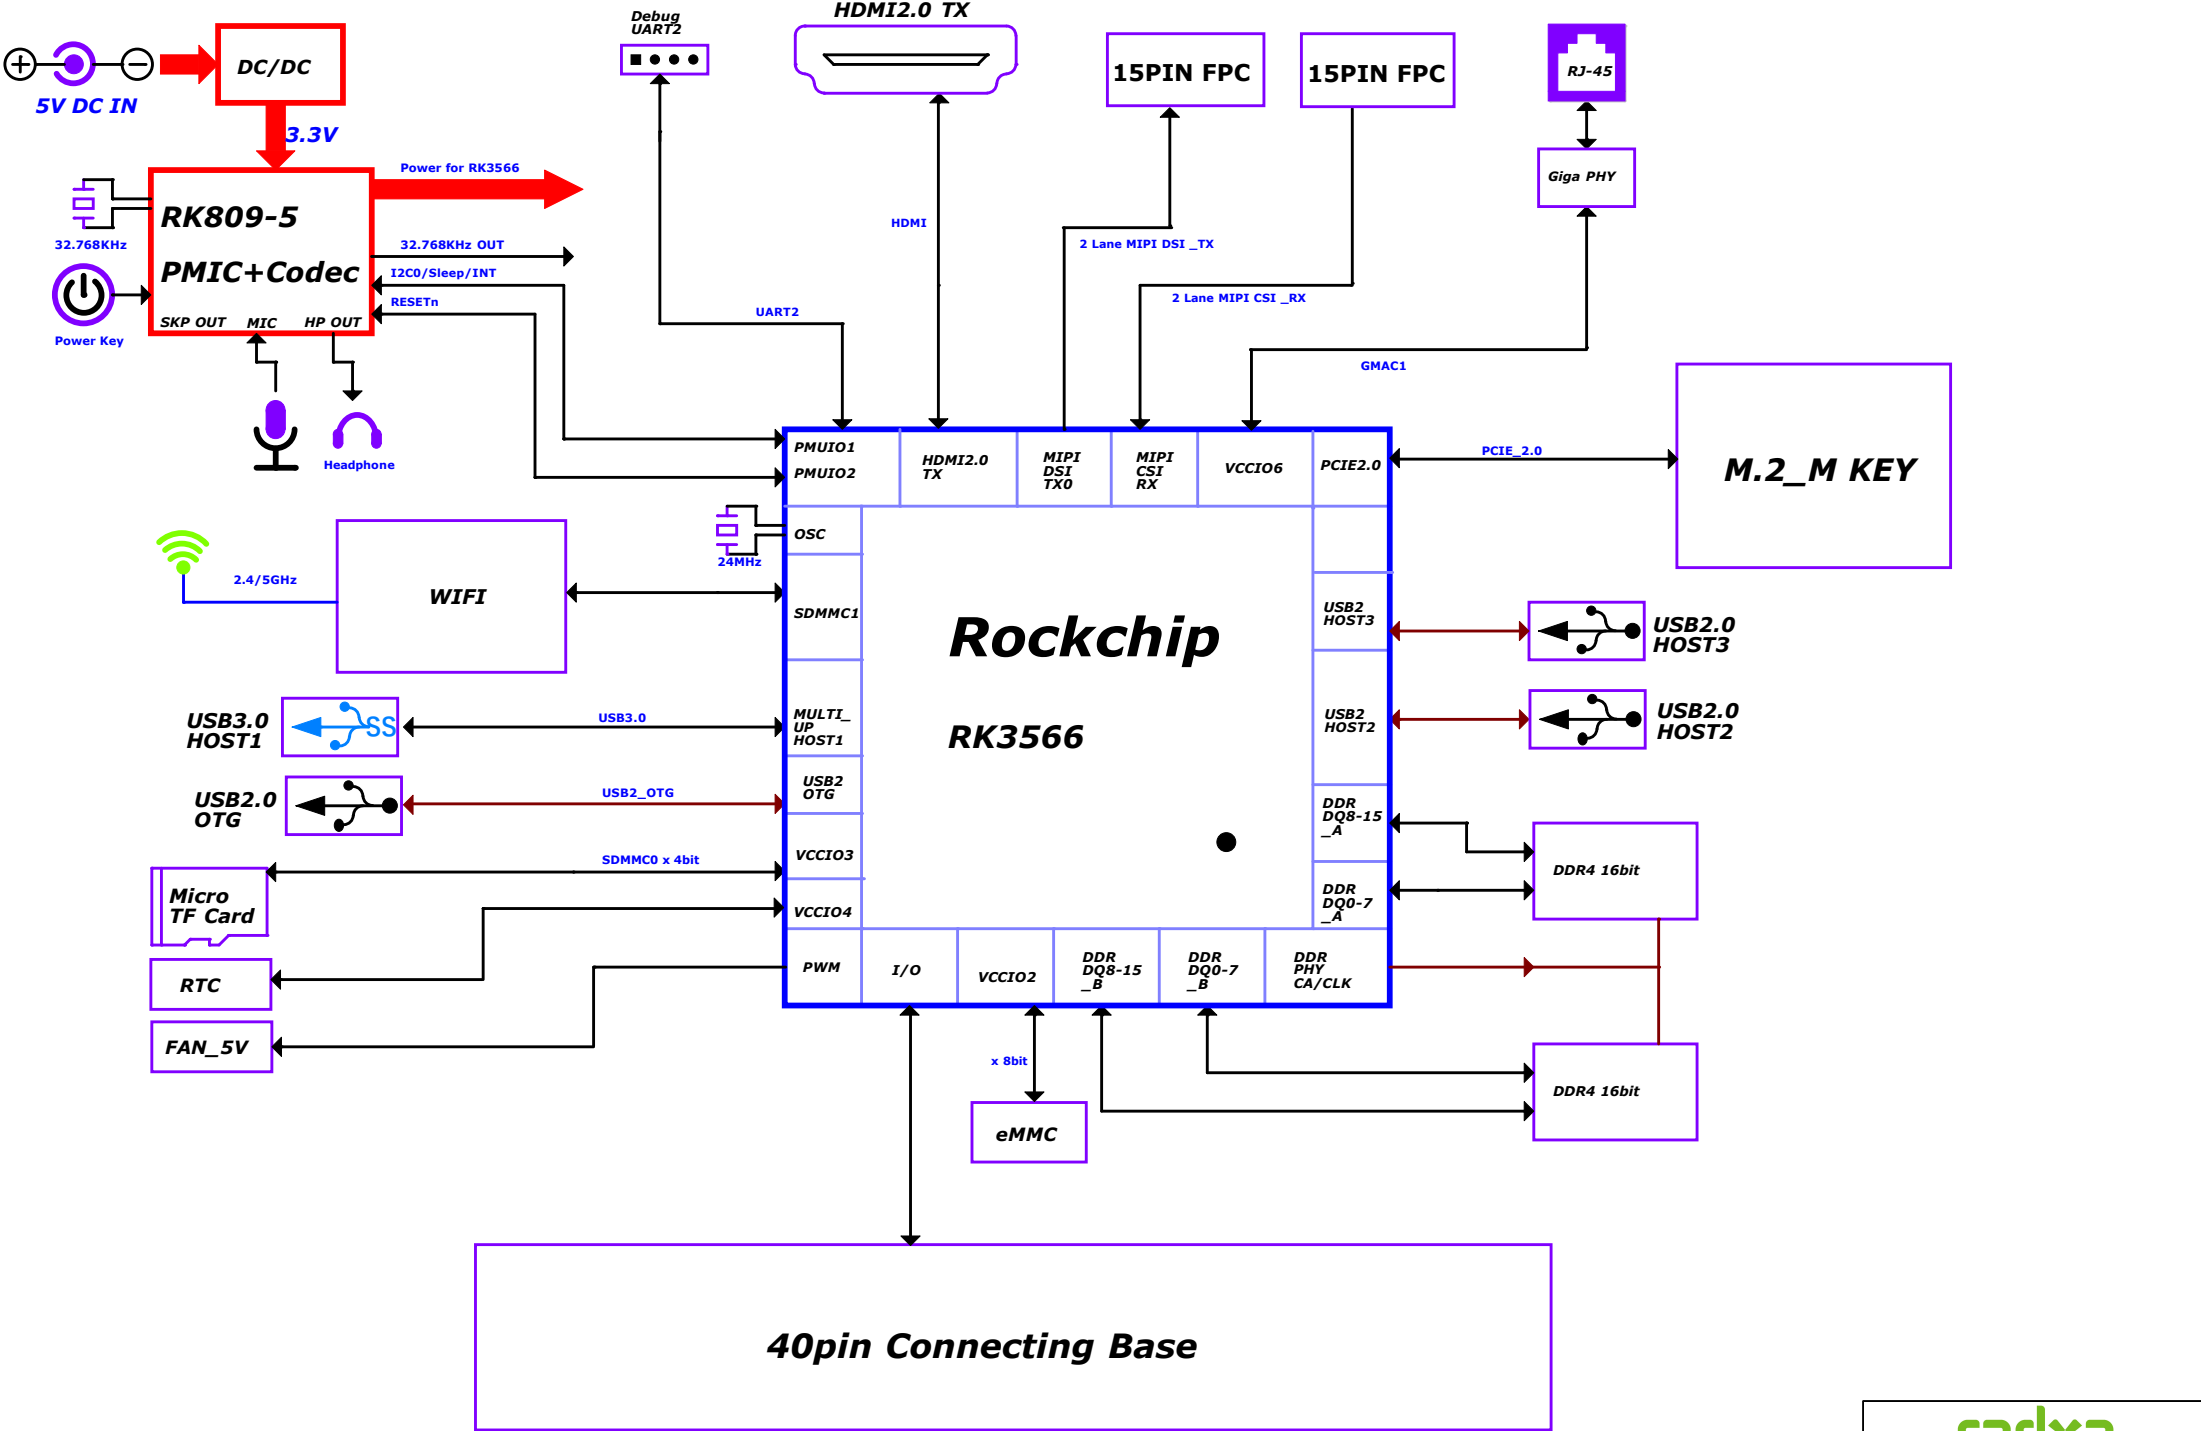 Debug
UART2
HDMI2.0 TX
15PIN FPC
15PIN FPC
RJ-45
DC/DC
5V DC IN
3.3V
Giga PHY
Power for RK3566
RK809-5
PMIC+Codec
32.768KHz
32.768KHz OUT
I2C0/Sleep/INT
RESETn
SKP OUT
MIC
HP OUT
Power Key
Headphone
HDMI
UART2
2 Lane MIPI DSI _TX
2 Lane MIPI CSI _RX
GMAC1
PMUIO1
PMUIO2
HDMI2.0
TX
MIPI
DSI
TX0
MIPI
CSI
RX
VCCIO6
PCIE2.0
PCIE_2.0
M.2_M KEY
OSC
24MHz
2.4/5GHz
WIFI
SDMMC1
Rockchip
RK3566
USB2
HOST3
USB2.0
HOST3
USB3.0
HOST1
SS
USB3.0
MULTI_
UP
HOST1
USB2
HOST2
USB2.0
HOST2
USB2.0
OTG
USB2_OTG
USB2
OTG
DDR
DQ8-15
_A
DDR4 16bit
Micro
TF Card
SDMMC0 x 4bit
VCCIO3
VCCIO4
DDR
DQ0-7
_A
RTC
PWM
I/O
VCCIO2
DDR
DQ8-15
_B
DDR
DQ0-7
_B
DDR
PHY
CA/CLK
FAN_5V
x 8bit
eMMC
DDR4 16bit
40pin Connecting Base